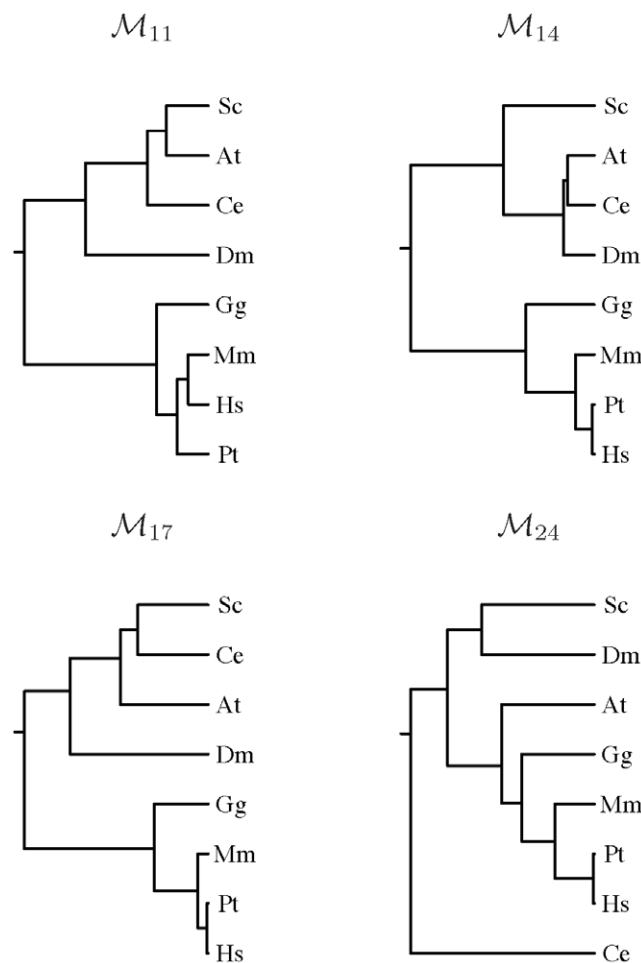 M₁₁
Sc
At
Ce
Dm
Gg
Mm
Hs
Pt
M₁₄
Sc
At
Ce
Dm
Gg
Mm
Pt
Hs
M₁₇
Sc
Ce
At
Dm
Gg
Mm
Pt
Hs
M₂₄
Sc
Dm
At
Gg
Mm
Pt
Hs
Ce